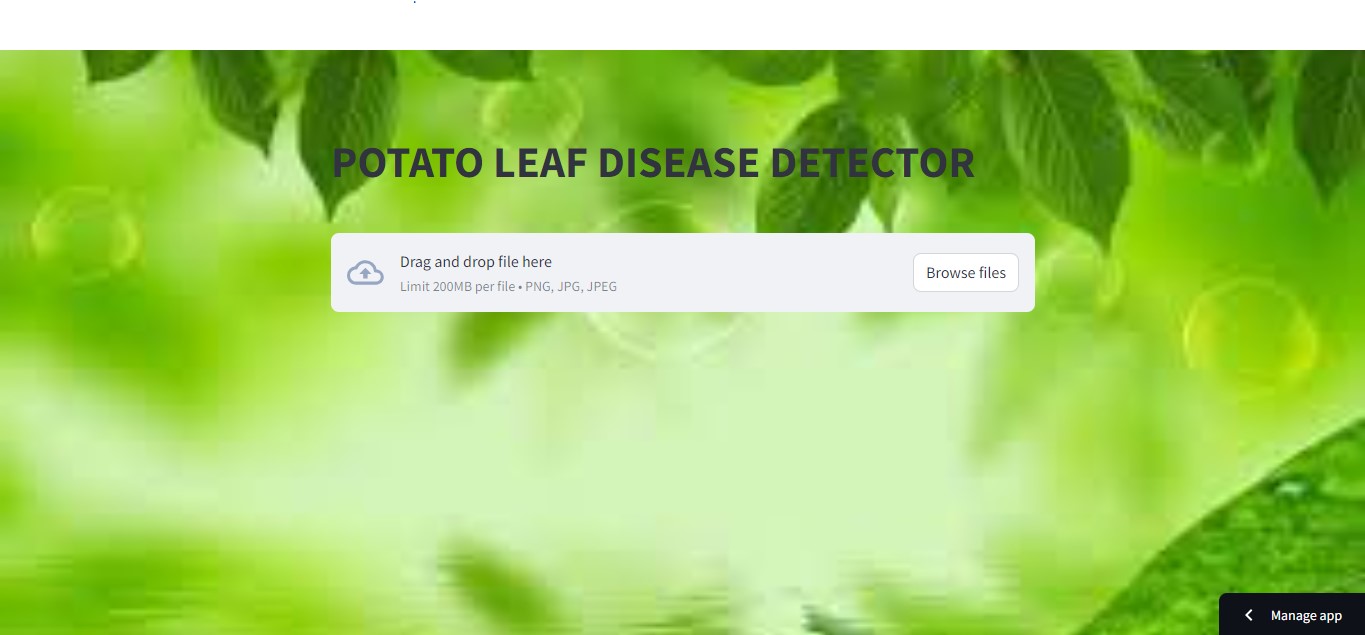 POTATO LEAF DISEASE DETECTOR
Drag and drop file here
Limit 200MB per file • PNG, JPG, JPEG
Browse files
Manage app